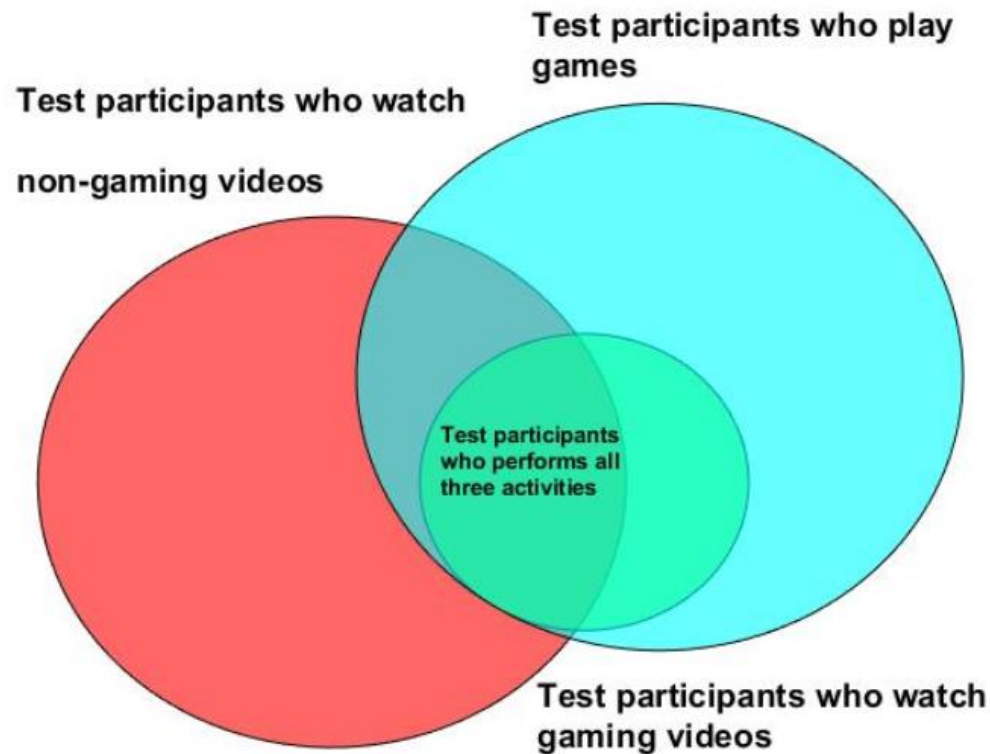 Test participants who play
games
Test participants who watch
non-gaming videos
Test participants
who performs all
three activities
Test participants who watch
gaming videos